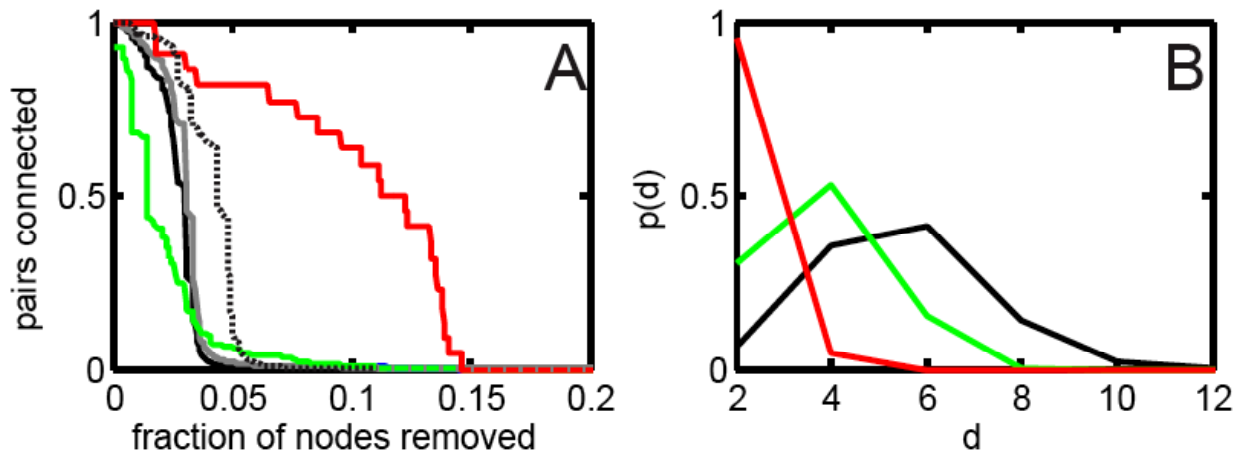 A
pairs connected
1
0.5
0
0 0.05 0.1 0.15 0.2
fraction of nodes removed
B
p(d)
1
0.5
0
2 4 6 8 10 12
d